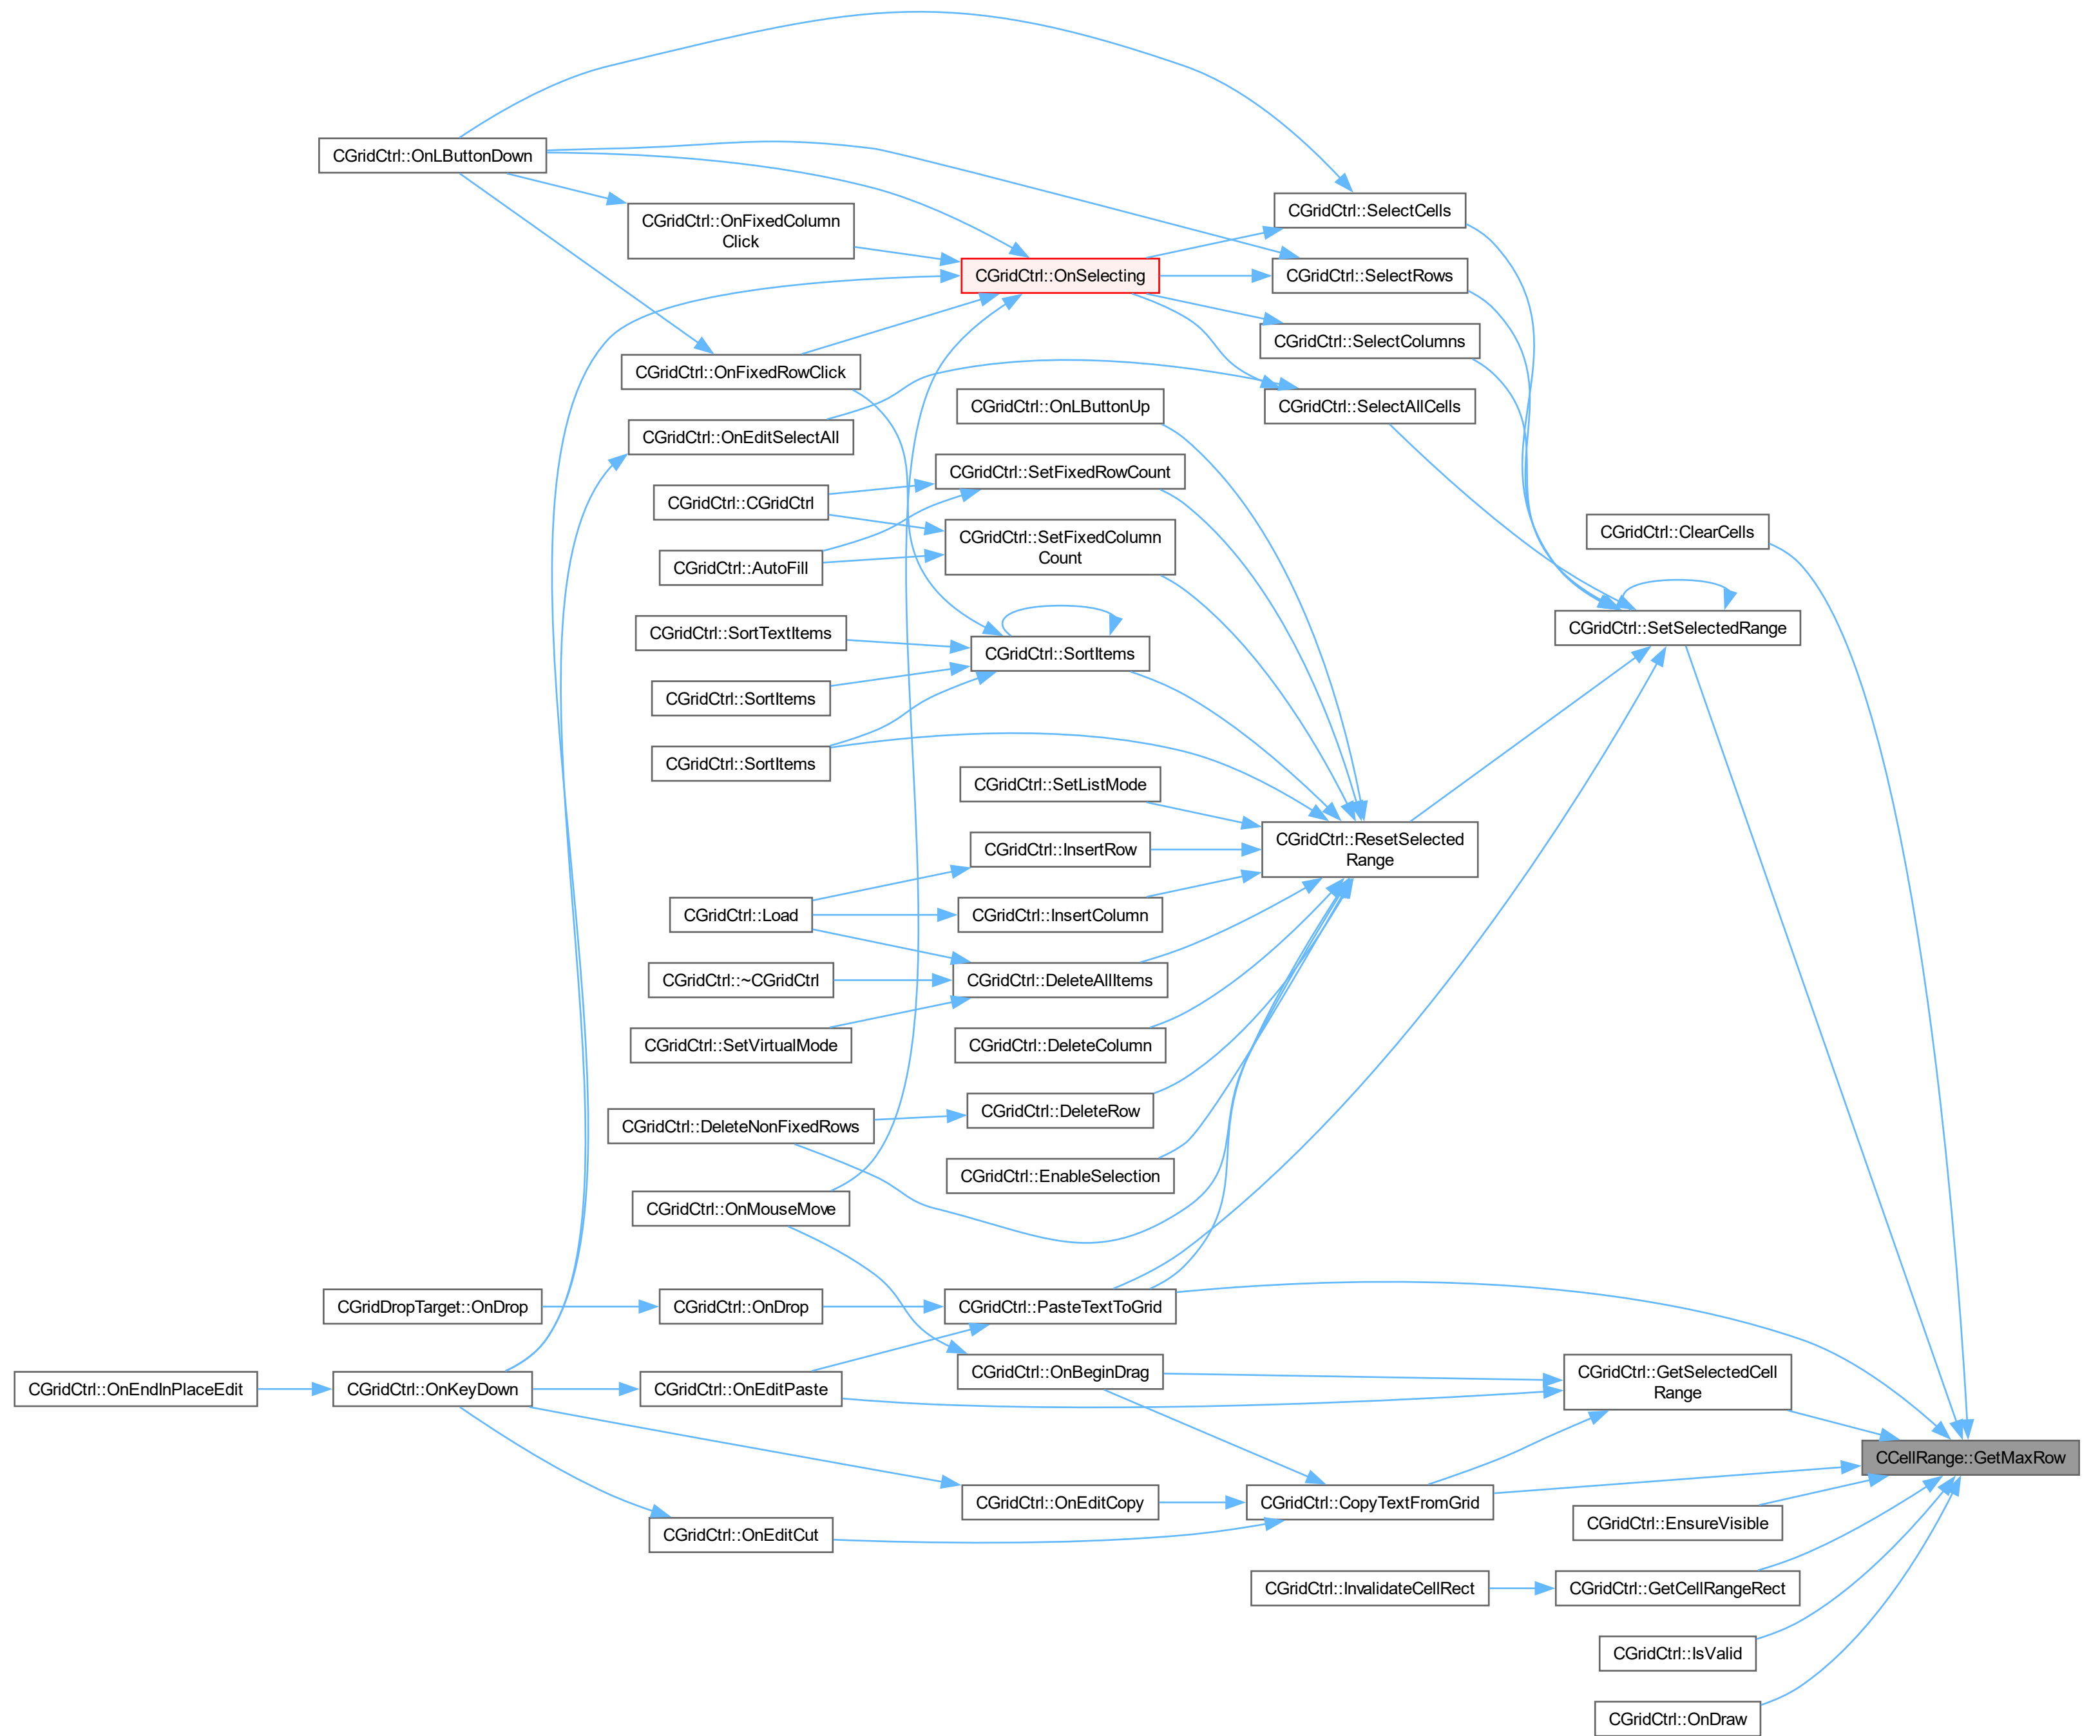 CGridCtrl::OnLButtonDown
CGridCtrl::OnFixedColumn
Click
CGridCtrl::SelectCells
CGridCtrl::OnSelecting
CGridCtrl::SelectRows
CGridCtrl::SelectColumns
CGridCtrl::OnFixedRowClick
CGridCtrl::OnLButtonUp
CGridCtrl::SelectAllCells
CGridCtrl::OnEditSelectAll
CGridCtrl::SetFixedRowCount
CGridCtrl::CGridCtrl
CGridCtrl::ClearCells
CGridCtrl::SetFixedColumn
Count
CGridCtrl::AutoFill
CGridCtrl::SortTextItems
CGridCtrl::SetSelectedRange
CGridCtrl::SortItems
CGridCtrl::SortItems
CGridCtrl::SortItems
CGridCtrl::SetListMode
CGridCtrl::ResetSelected
Range
CGridCtrl::InsertRow
CGridCtrl::Load
CGridCtrl::InsertColumn
CGridCtrl::~CGridCtrl
CGridCtrl::DeleteAllItems
CGridCtrl::SetVirtualMode
CGridCtrl::DeleteColumn
CGridCtrl::DeleteRow
CGridCtrl::DeleteNonFixedRows
CGridCtrl::EnableSelection
CGridCtrl::OnMouseMove
CGridDropTarget::OnDrop
CGridCtrl::OnDrop
CGridCtrl::PasteTextToGrid
CGridCtrl::OnEndInPlaceEdit
CGridCtrl::OnKeyDown
CGridCtrl::OnEditPaste
CGridCtrl::OnBeginDrag
CGridCtrl::GetSelectedCell
Range
CCellRange::GetMaxRow
CGridCtrl::OnEditCopy
CGridCtrl::CopyTextFromGrid
CGridCtrl::EnsureVisible
CGridCtrl::OnEditCut
CGridCtrl::InvalidateCellRect
CGridCtrl::GetCellRangeRect
CGridCtrl::IsValid
CGridCtrl::OnDraw